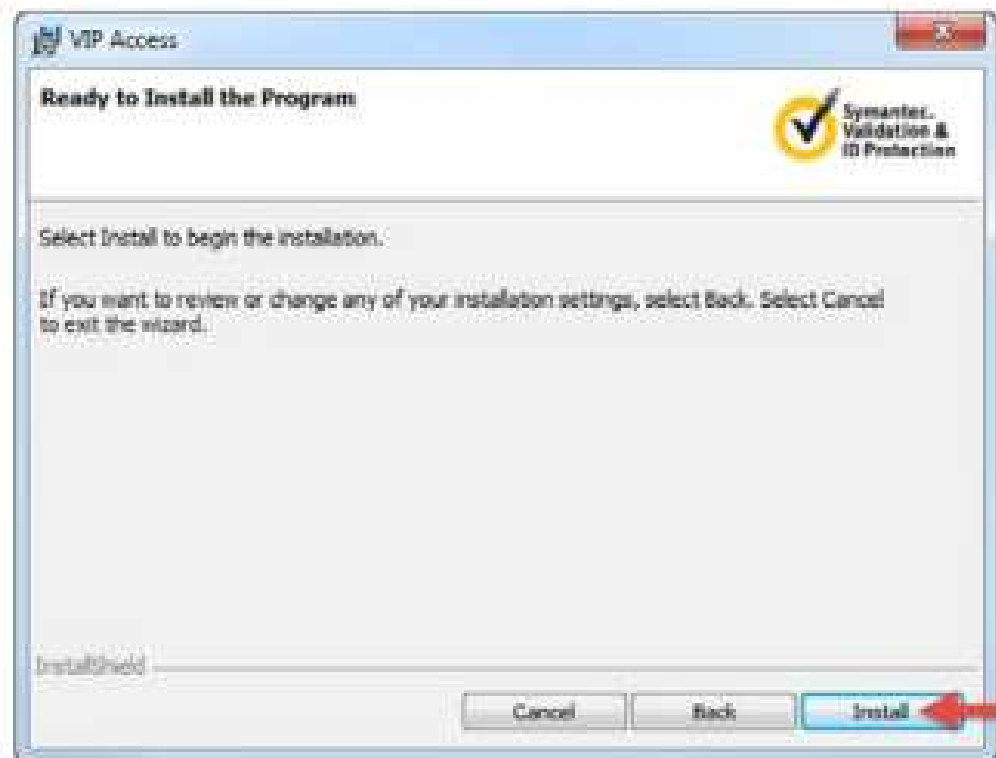 VIP Access
Ready to Install the Program
Symantec.
Validation &
ID Protection
Select Install to begin the installation.
If you want to review or change any of your installation settings, select Back. Select Cancel
to exit the wizard.
InstallShield
Cancel
Back
Install